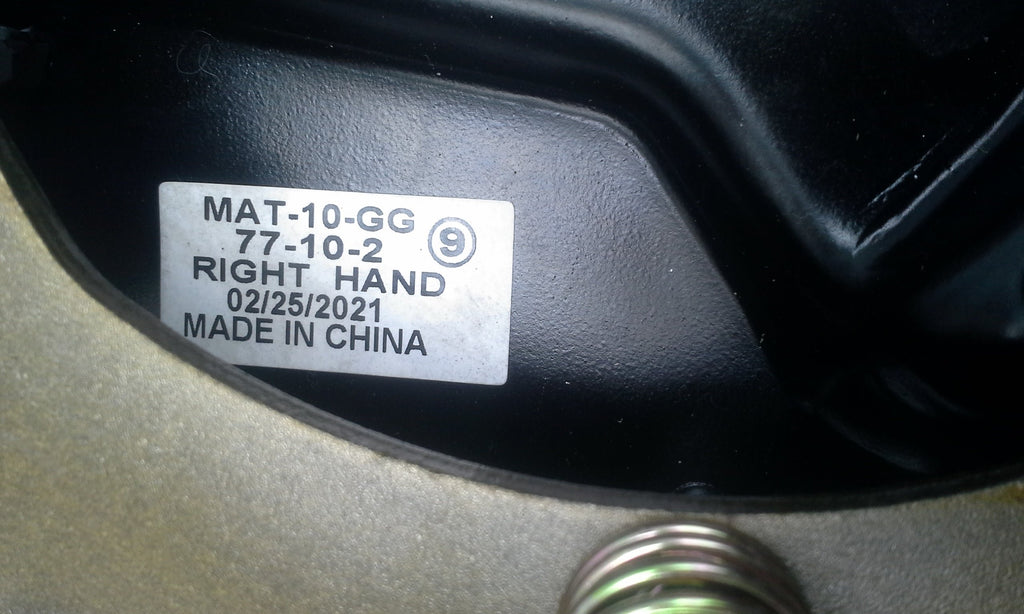 MAT-10-GG
77-10-2 9
RIGHT HAND
02/25/2021
MADE IN CHINA